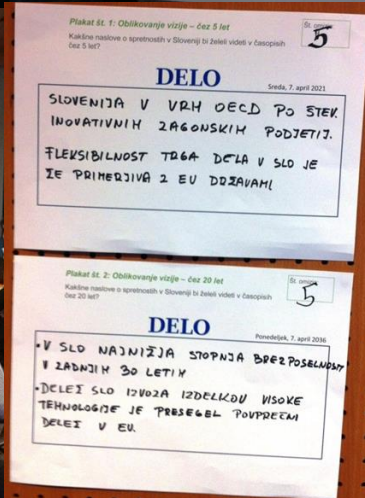 Plakat št. 1: Oblikovanje vizije – čez 5 let
Kakšne naslove o spretnostih v Sloveniji bi želeli videti v časopisih
čez 5 let?
Št. omizja
5
DELO
Sreda, 7. april 2021
SLOVENIJA V VRH OECD PO ŠTEV.
INOVATIVNIH ZAGONSKIH PODJETIJ.
FLEKSIBILNOST TRGA DELA V SLO JE
ŽE PRIMERJIVA Z EU DRŽAVAMI
Plakat št. 2: Oblikovanje vizije – čez 20 let
Kakšne naslove o spretnostih v Sloveniji bi želeli videti v časopisih
čez 20 let?
Št.
5
DELO
Ponedeljek, 7. april 2036
• V SLO NAJNIŽJA STOPNJA BREZPOSELNOSTI
V ZADNJIH 30 LETIH
• DELEŽ SLO IZVOZA IZDELKOV VISOKE
TEHNOLOGIJE JE PRESEGEL POVPREČNI
DELEŽ V EU.